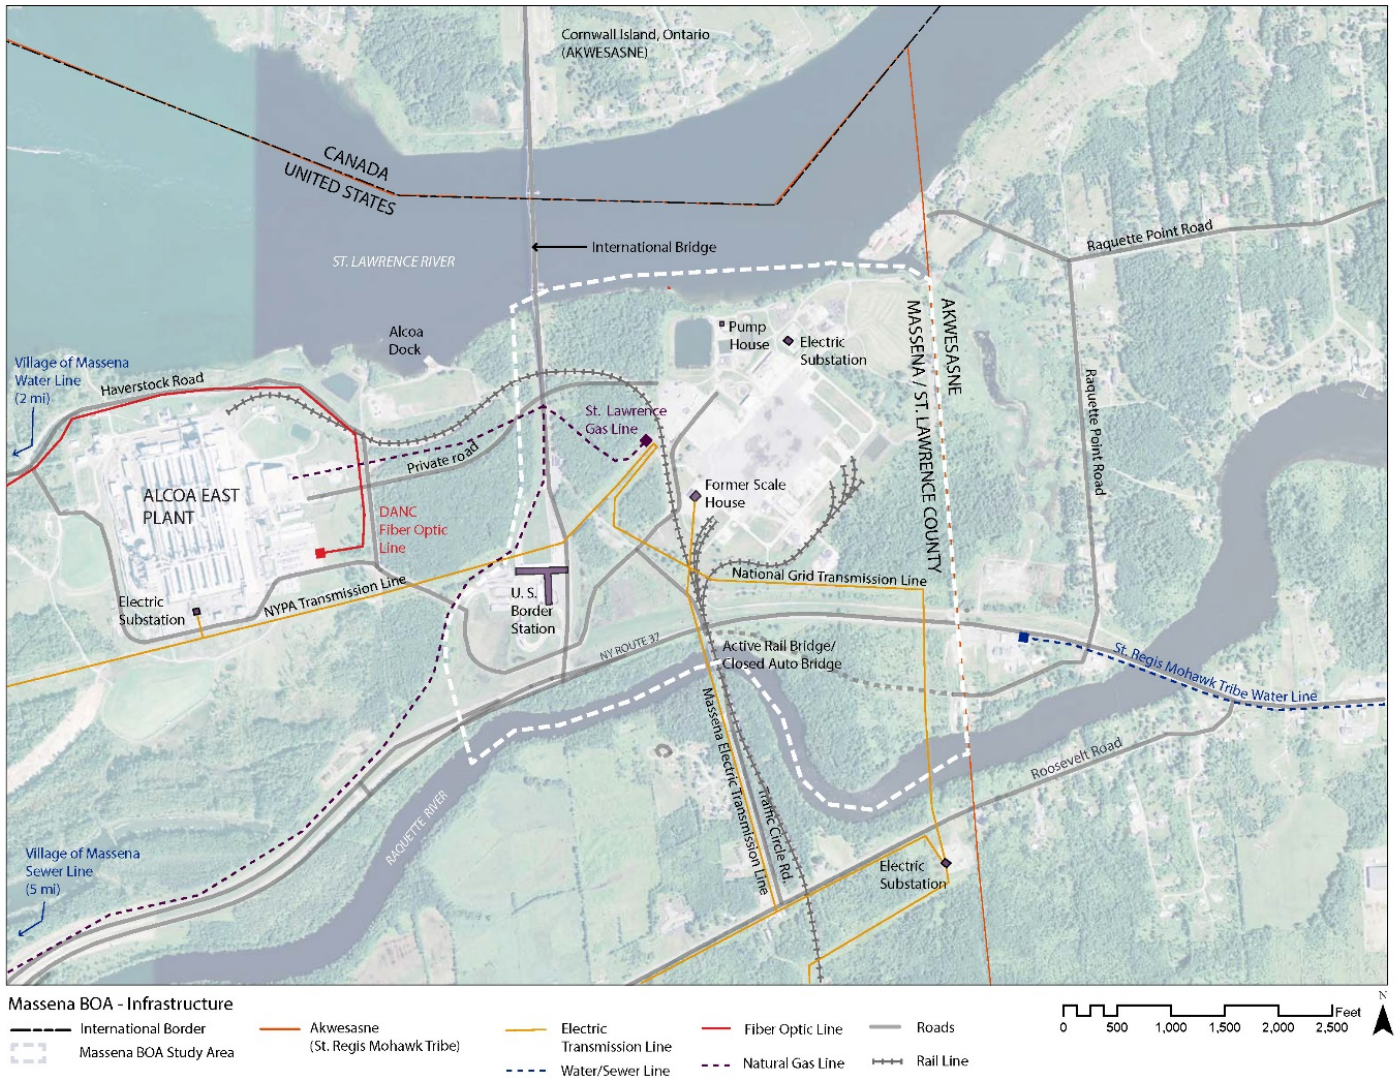 Cornwall Island, Ontario
(AKWESASNE)
CANADA
UNITED STATES
International Bridge
Raquette Point Road
ST. LAWRENCE RIVER
AKWESASNE
MASSENA / ST. LAWRENCE COUNTY
Alcoa
Dock
Pump
House
Electric
Substation
Village of Massena
Water Line
(2 mi)
Haverstock Road
Raquette Point Road
St. Lawrence
Gas Line
Private road
ALCOA EAST
PLANT
Former Scale
House
DANC
Fiber Optic
Line
NYPA Transmission Line
National Grid Transmission Line
Electric
Substation
U. S.
Border
Station
NY ROUTE 37
Active Rail Bridge/
Closed Auto Bridge
St. Regis Mohawk Tribe Water Line
Massena Electric Transmission Line
Traffic Circle Rd.
Roosevelt Road
RAQUETTE RIVER
Village of Massena
Sewer Line
(5 mi)
Electric
Substation
Massena BOA - Infrastructure
International Border
Massena BOA Study Area
Akwesasne
(St. Regis Mohawk Tribe)
Electric
Transmission Line
Water/Sewer Line
Fiber Optic Line
Natural Gas Line
Roads
Rail Line
Feet
0 500 1,000 1,500 2,000 2,500
N